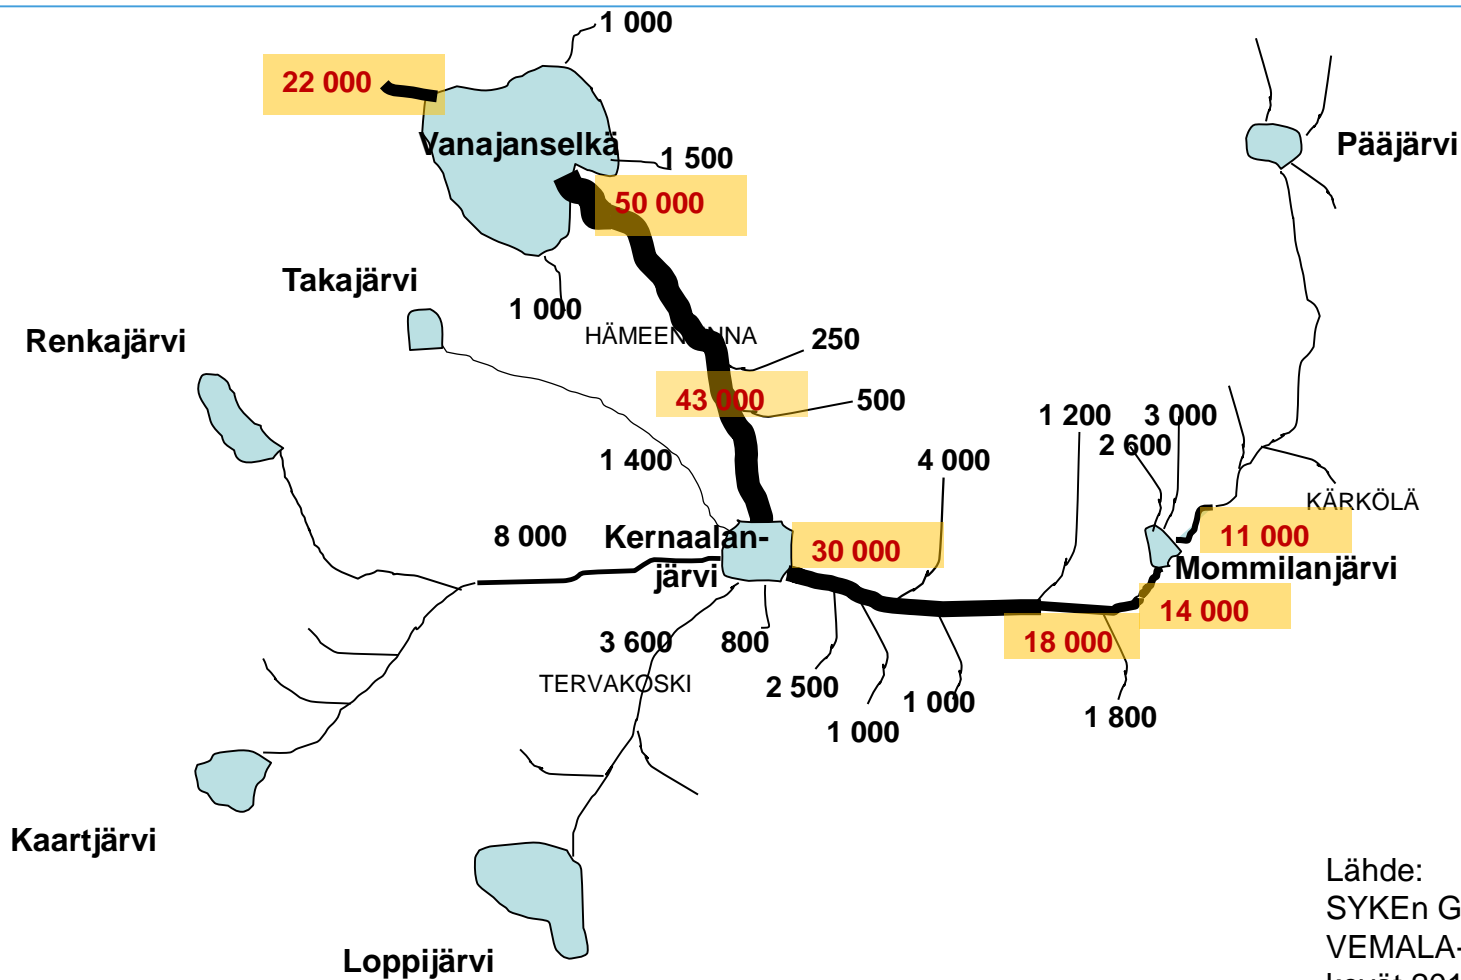 1 000
22 000
Vanajanselkä
1 500
Pääjärvi
50 000
Takajärvi
1 000
Renkajärvi
250
43 000
500
1 200
3 000
2 600
1 400
4 000
KÄRKÖLÄ
8 000
Kernaalan-
järvi
30 000
11 000
Mommilanjärvi
14 000
18 000
3 600
800
TERVAKOSKI
2 500
1 000
1 000
1 800
Kaartjärvi
Lähde:
SYKEn G
VEMALA-
Loppijärvi